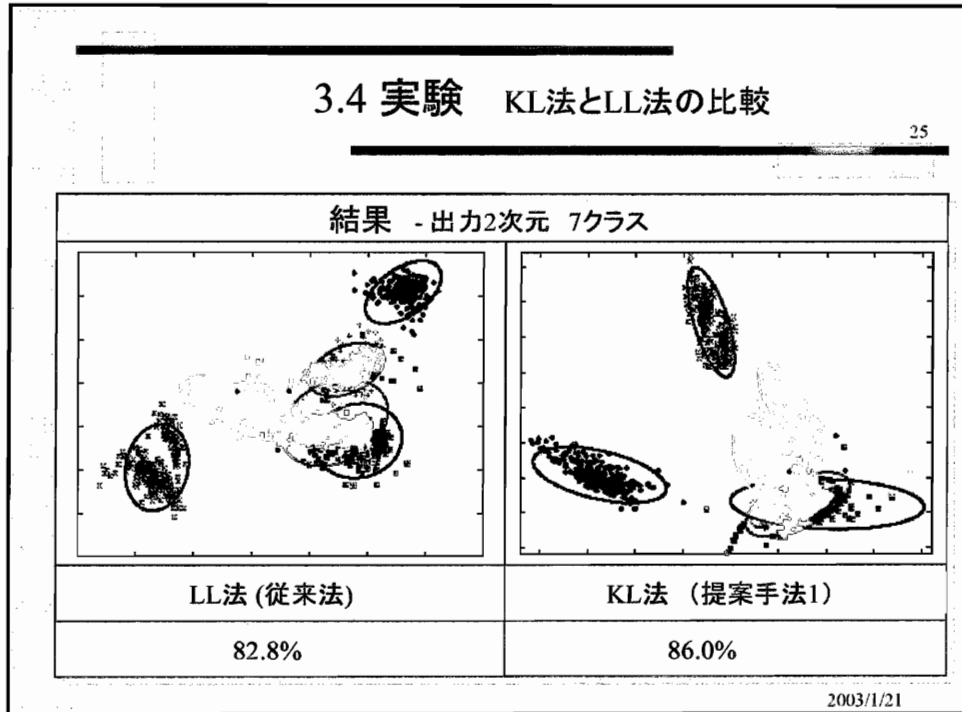 3.4 実験 KL法とLL法の比較
25
結果 - 出力2次元 7クラス
LL法 (従来法)
KL法 (提案手法1)
82.8%
86.0%
2003/1/21